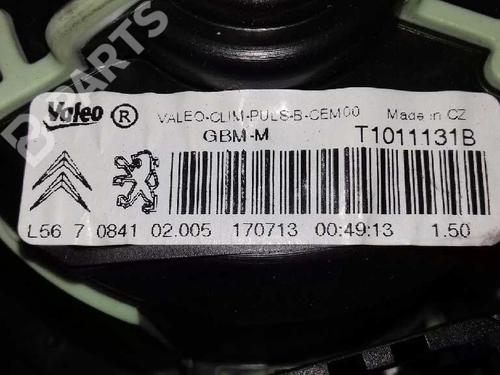 B PARTS
Valeo ® VALEO-CLIM-PULS-B-CEM00 Made in CZ
GBM-M T1011131B
L56 7 0841 02.005 170713 00:49:13 1.50